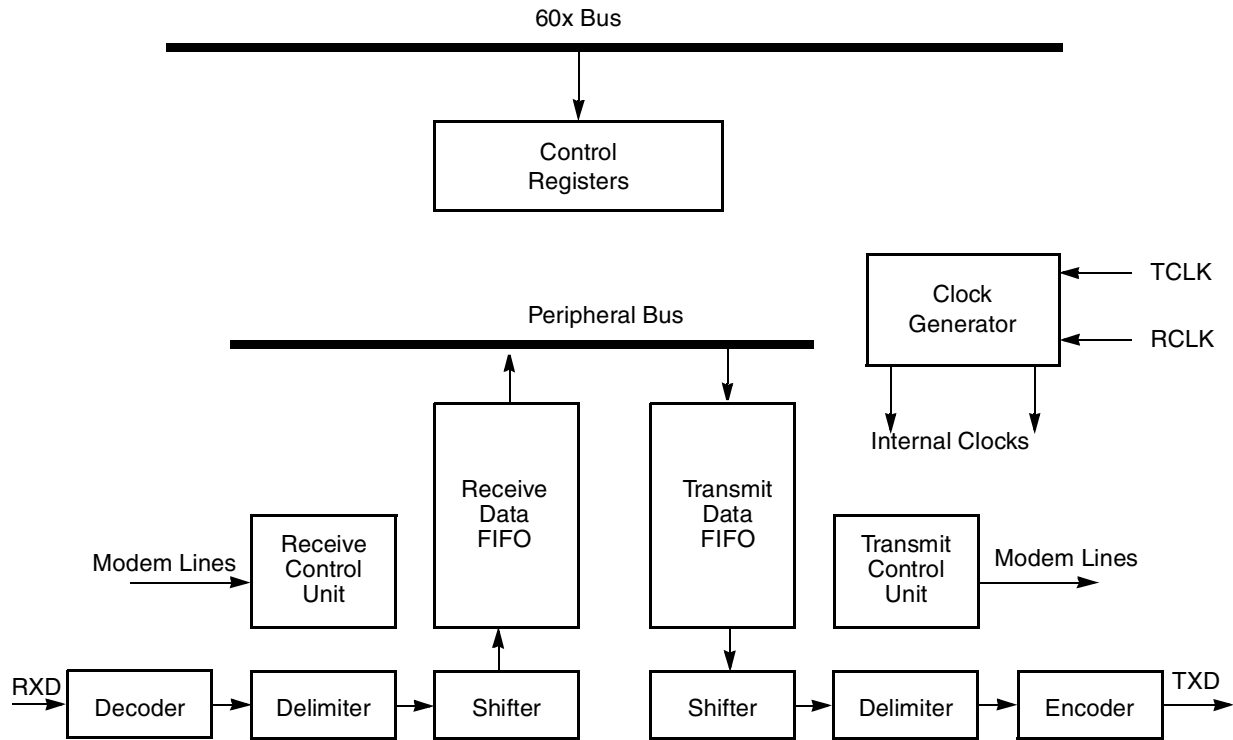 60x Bus
Control
Registers
Clock
Generator
TCLK
RCLK
Peripheral Bus
Internal Clocks
Receive
Data
FIFO
Transmit
Data
FIFO
Modem Lines
Receive
Control
Unit
Transmit
Control
Unit
Modem Lines
RXD
Decoder
Delimiter
Shifter
Shifter
Delimiter
Encoder
TXD